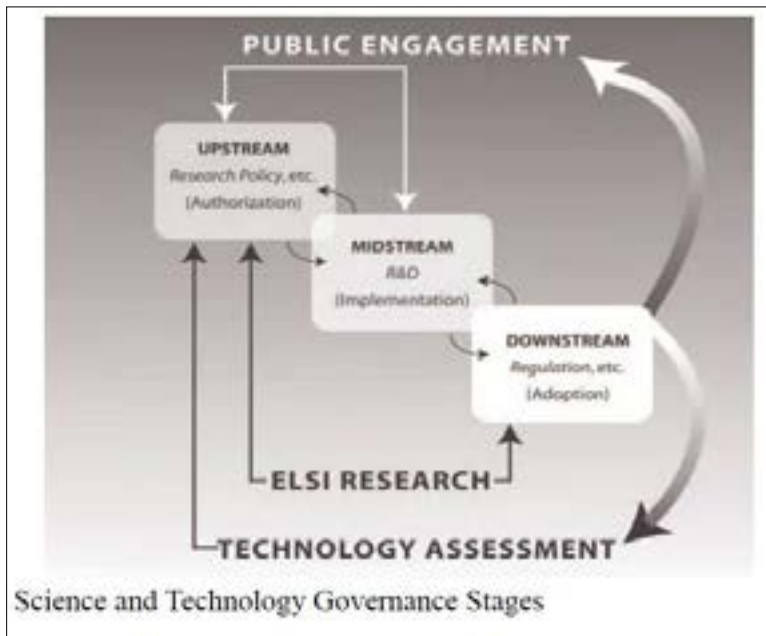 PUBLIC ENGAGEMENT
UPSTREAM
Research Policy, etc.
(Authorization)
MIDSTREAM
R&D
(Implementation)
DOWNSTREAM
Regulation, etc.
(Adoption)
ELSI RESEARCH
TECHNOLOGY ASSESSMENT
Science and Technology Governance Stages